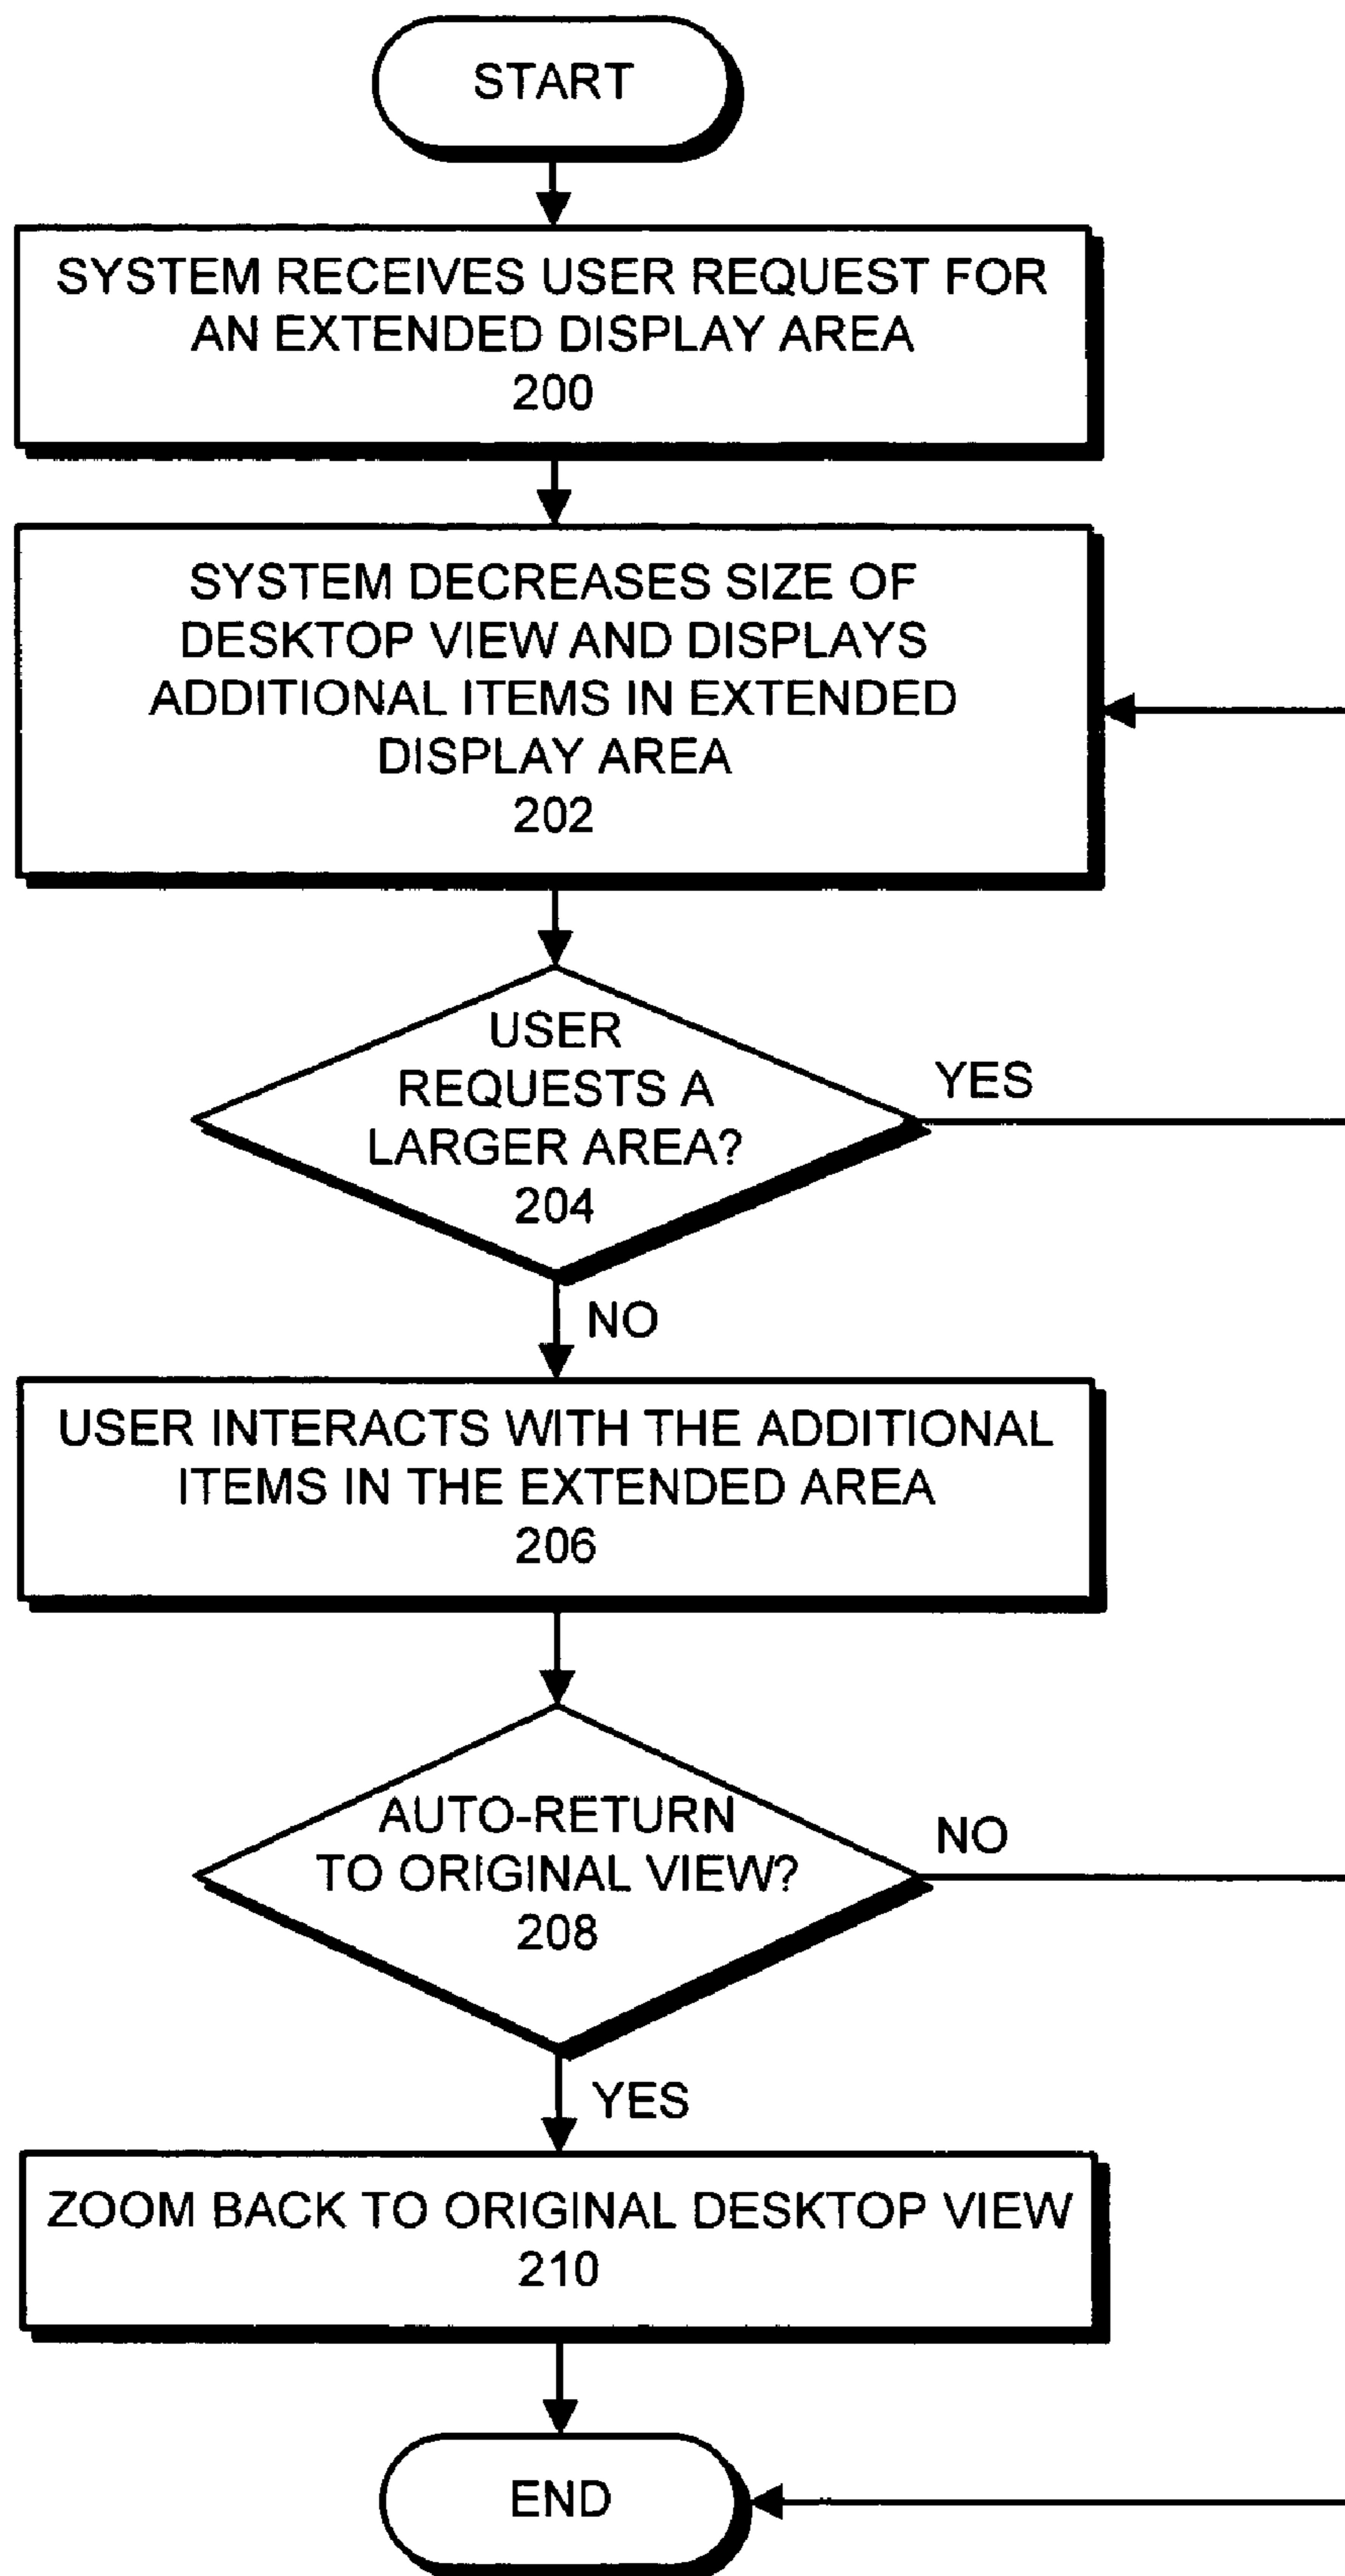 START
SYSTEM RECEIVES USER REQUEST FOR
AN EXTENDED DISPLAY AREA
200
SYSTEM DECREASES SIZE OF
DESKTOP VIEW AND DISPLAYS
ADDITIONAL ITEMS IN EXTENDED
DISPLAY AREA
202
USER
REQUESTS A
LARGER AREA?
204
YES
NO
USER INTERACTS WITH THE ADDITIONAL
ITEMS IN THE EXTENDED AREA
206
AUTO-RETURN
TO ORIGINAL VIEW?
208
NO
YES
ZOOM BACK TO ORIGINAL DESKTOP VIEW
210
END